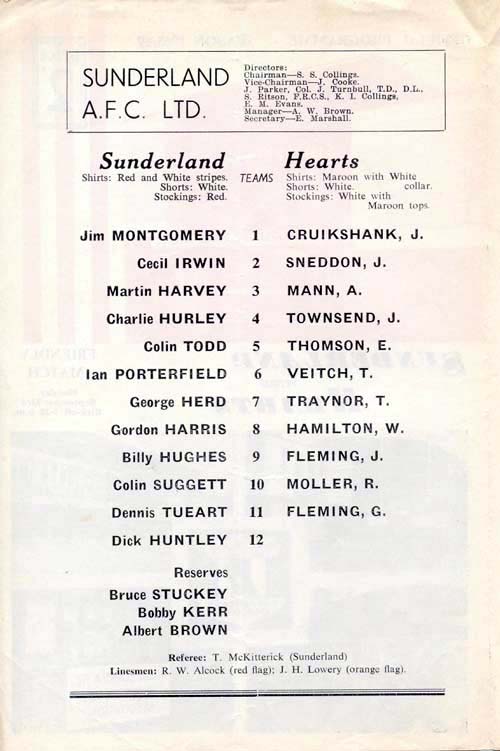 SUNDERLAND
A.F.C. LTD.
Directors:
Chairman—S. S. Collings.
Vice-Chairman—J. Cooke.
J. Parker, Col. J. Turnbull, T.D., D.L.,
S. Ritson, F.R.C.S., K. I. Collings,
E. M. Evans.
Manager—A. W. Brown.
Secretary—E. Marshall.
Sunderland Hearts
Shirts: Red and White stripes. TEAMS Shirts: Maroon with White
Shorts: White. Shorts: White. collar.
Stockings: Red. Stockings: White with
Maroon tops.
Jim MONTGOMERY 1 CRUIKSHANK, J.
Cecil IRWIN 2 SNEDDON, J.
Martin HARVEY 3 MANN, A.
Charlie HURLEY 4 TOWNSEND, J.
Colin TODD 5 THOMSON, E.
Ian PORTERFIELD 6 VEITCH, T.
George HERD 7 TRAYNOR, T.
Gordon HARRIS 8 HAMILTON, W.
Billy HUGHES 9 FLEMING, J.
Colin SUGGETT 10 MOLLER, R.
Dennis TUEART 11 FLEMING, G.
Dick HUNTLEY 12
Reserves
Bruce STUCKEY
Bobby KERR
Albert BROWN
Referee: T. McKitterick (Sunderland)
Linesmen: R. W. Alcock (red flag); J. H. Lowery (orange flag).